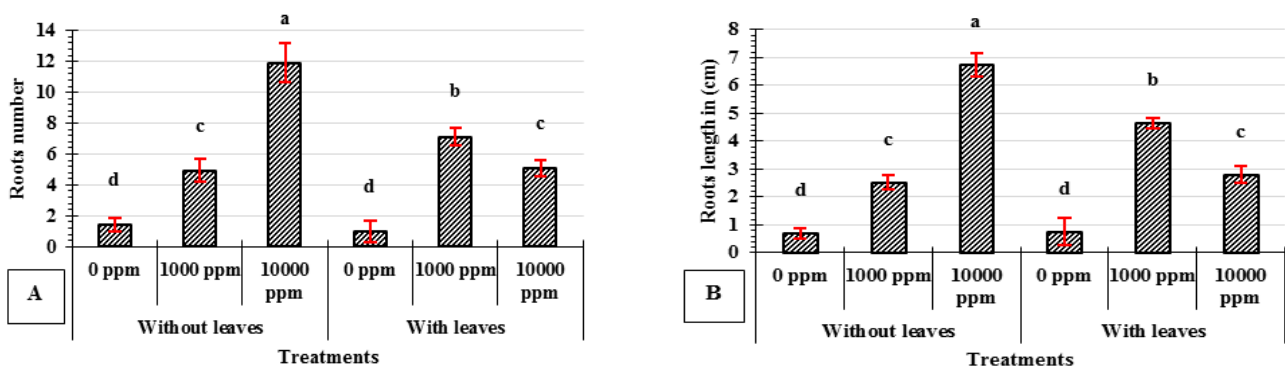 Roots number
14
12
10
8
6
4
2
0
d
c
a
d
b
c
0 ppm 1000 ppm 10000 ppm 0 ppm 1000 ppm 10000 ppm
Without leaves With leaves
Treatments
A
Roots length in (cm)
8
7
6
5
4
3
2
1
0
d
c
a
d
b
c
0 ppm 1000 ppm 10000 ppm 0 ppm 1000 ppm 10000 ppm
Without leaves With leaves
Treatments
B